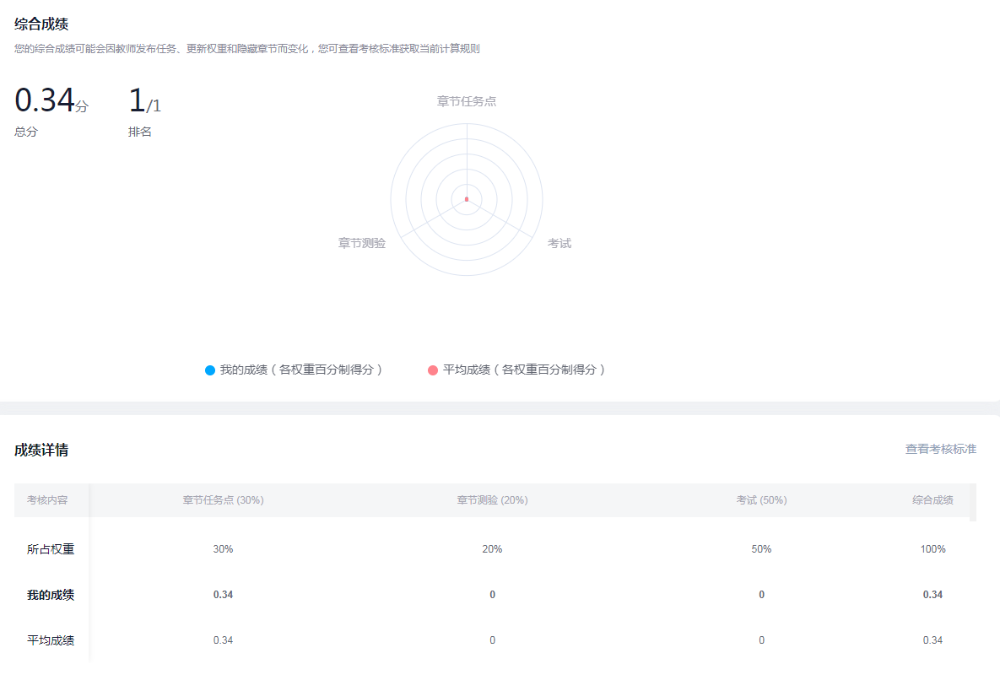 综合成绩
您的综合成绩可能会因教师发布任务、更新权重和隐藏章节而变化，您可查看考核标准获取当前计算规则
0.34分 1/1
总分 排名
章节任务点
章节测验 考试
我的成绩（各权重百分制得分） 平均成绩（各权重百分制得分）
成绩详情 查看考核标准
考核内容 章节任务点 (30%) 章节测验 (20%) 考试 (50%) 综合成绩
所占权重 30% 20% 50% 100%
我的成绩 0.34 0 0 0.34
平均成绩 0.34 0 0 0.34